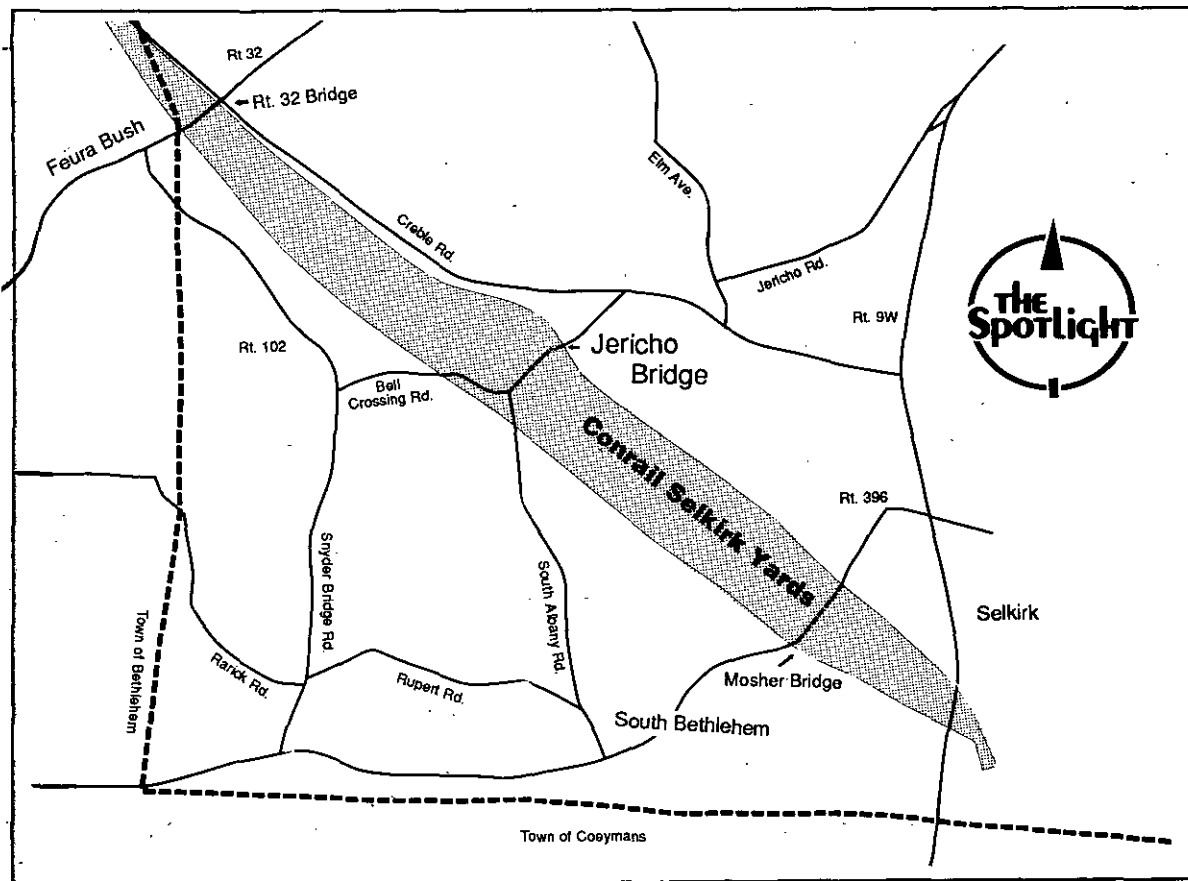 Rt 32
Rt. 32 Bridge
Feura Bush
Elm Ave.
Creble Rd.
Jericho Rd.
THE
Spotlight
Rt. 9W
Rt. 102
Jericho
Bridge
Bell
Crossing Rd.
Conrail Selkirk Yards
Rt. 396
Snyder Bridge Rd.
South Albany Rd.
Selkirk
Town of Bethlehem
Rarick Rd.
Rupert Rd.
Mosher Bridge
South Bethlehem
Town of Coeymans